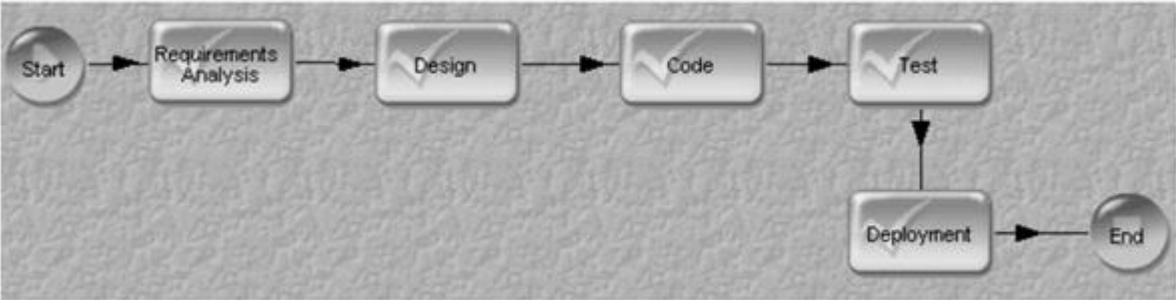 Start
Requirements
Analysis
Design
Code
Test
Deployment
End